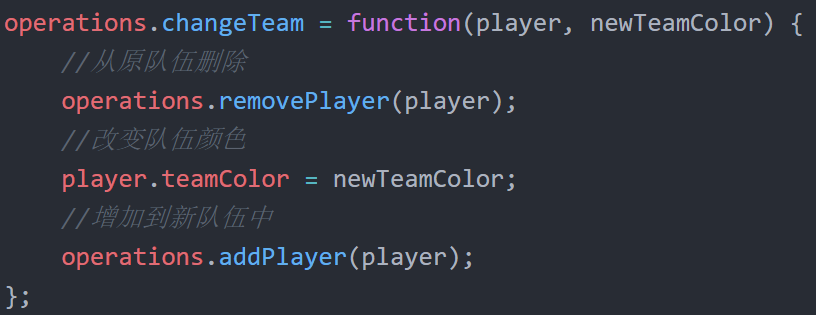 operations.changeTeam = function(player, newTeamColor) {
    //从原队伍删除
    operations.removePlayer(player);
    //改变队伍颜色
    player.teamColor = newTeamColor;
    //增加到新队伍中
    operations.addPlayer(player);
};